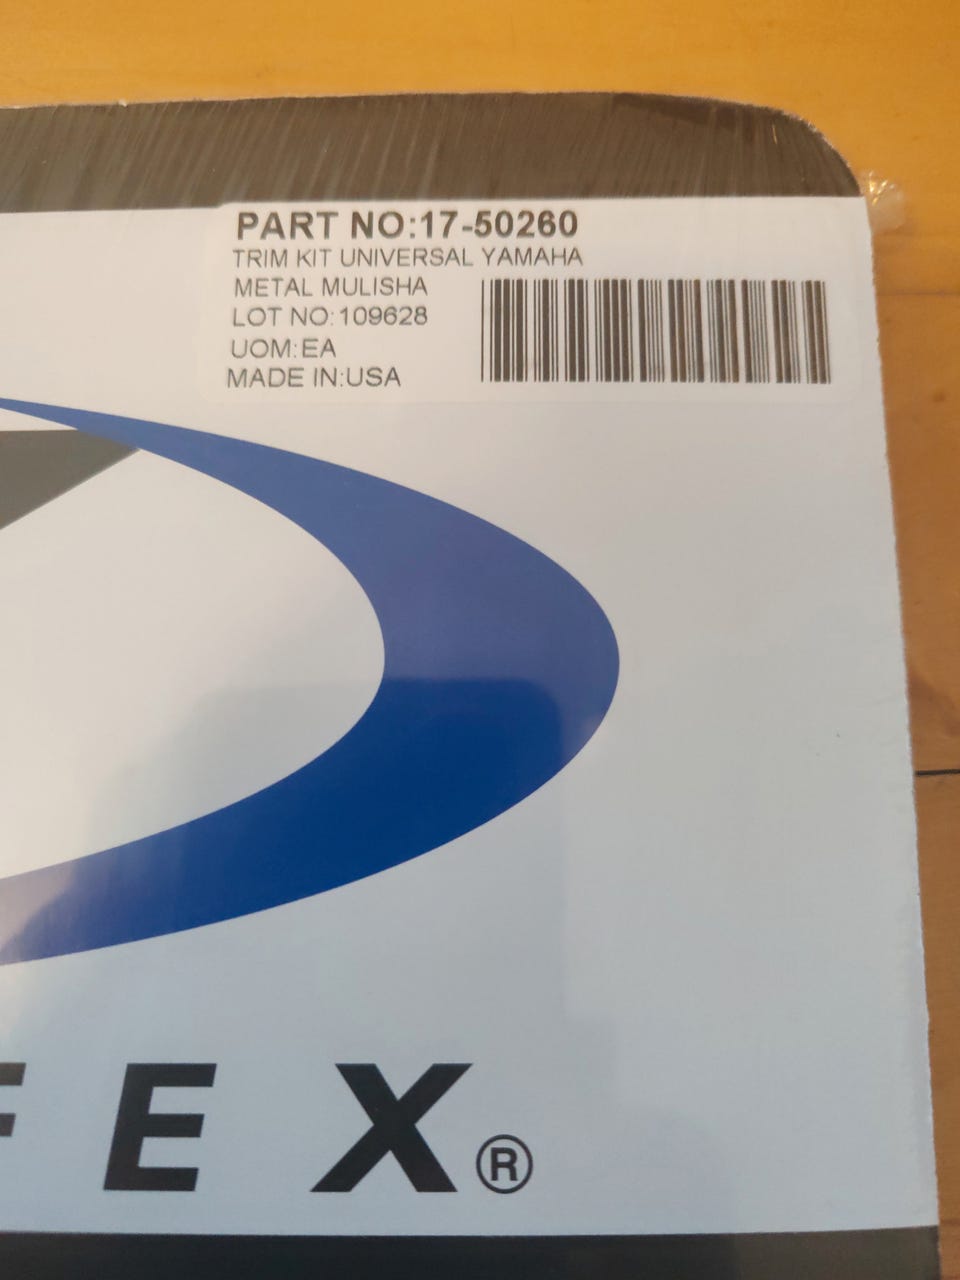 PART NO:17-50260
TRIM KIT UNIVERSAL YAMAHA
METAL MULISHA
LOT NO:109628
UOM:EA
MADE IN:USA
FEX®